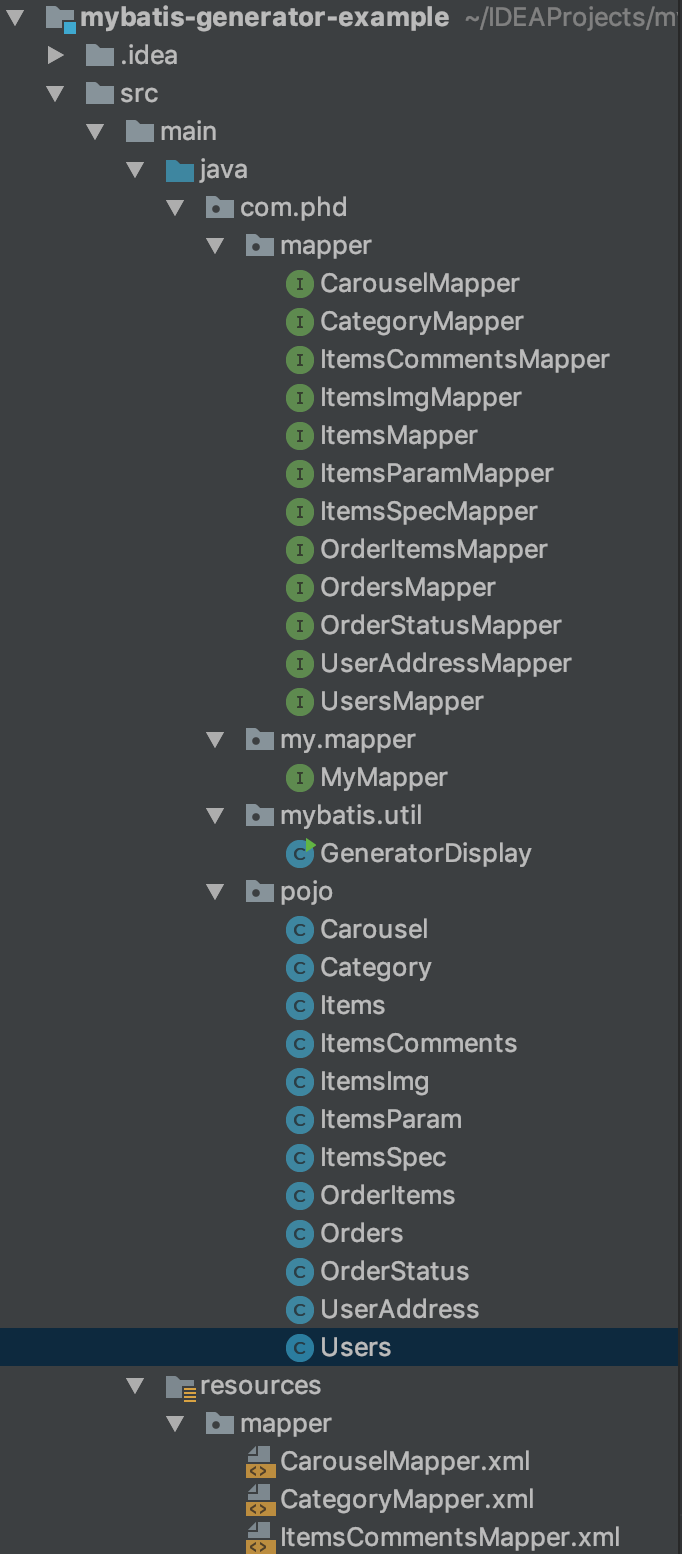 mybatis-generator-example ~/IDEAProjects/m
.idea
src
main
java
com.phd
mapper
CarouselMapper
CategoryMapper
ItemsCommentsMapper
ItemsImgMapper
ItemsMapper
ItemsParamMapper
ItemsSpecMapper
OrderItemsMapper
OrdersMapper
OrderStatusMapper
UserAddressMapper
UsersMapper
my.mapper
MyMapper
mybatis.util
GeneratorDisplay
pojo
Carousel
Category
Items
ItemsComments
ItemsImg
ItemsParam
ItemsSpec
OrderItems
Orders
OrderStatus
UserAddress
Users
resources
mapper
CarouselMapper.xml
CategoryMapper.xml
ItemsCommentsMapper.xml